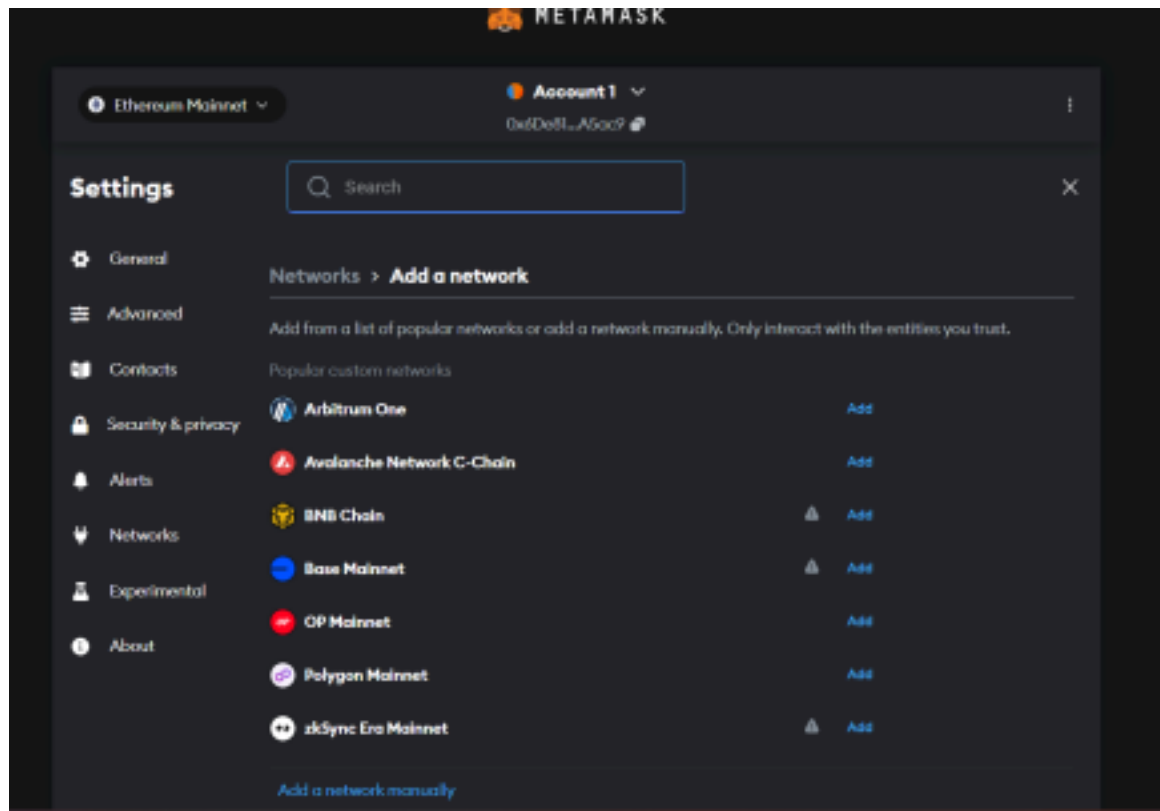 METAMASK
Ethereum Mainnet
Account 1
Settings
Search
General
Advanced
Contacts
Security & privacy
Alerts
Networks
Experimental
About
Networks > Add a network
Add from a list of popular networks or add a network manually. Only interact with the entities you trust.
Popular custom networks
Arbitrum One Add
Avalanche Network C-Chain Add
BNB Chain Add
Base Mainnet Add
OP Mainnet Add
Polygon Mainnet Add
zkSync Era Mainnet Add
Add a network manually